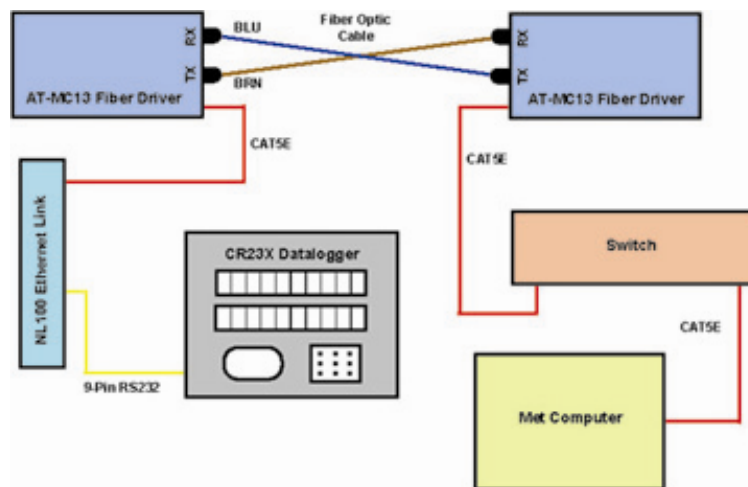 Fiber Optic
Cable
BLU
RX
TX
BRN
AT-MC13 Fiber Driver
RX
TX
AT-MC13 Fiber Driver
CAT5E
CAT5E
NL100 Ethernet Link
CR23X Datalogger
Switch
CAT5E
9-Pin RS232
Met Computer